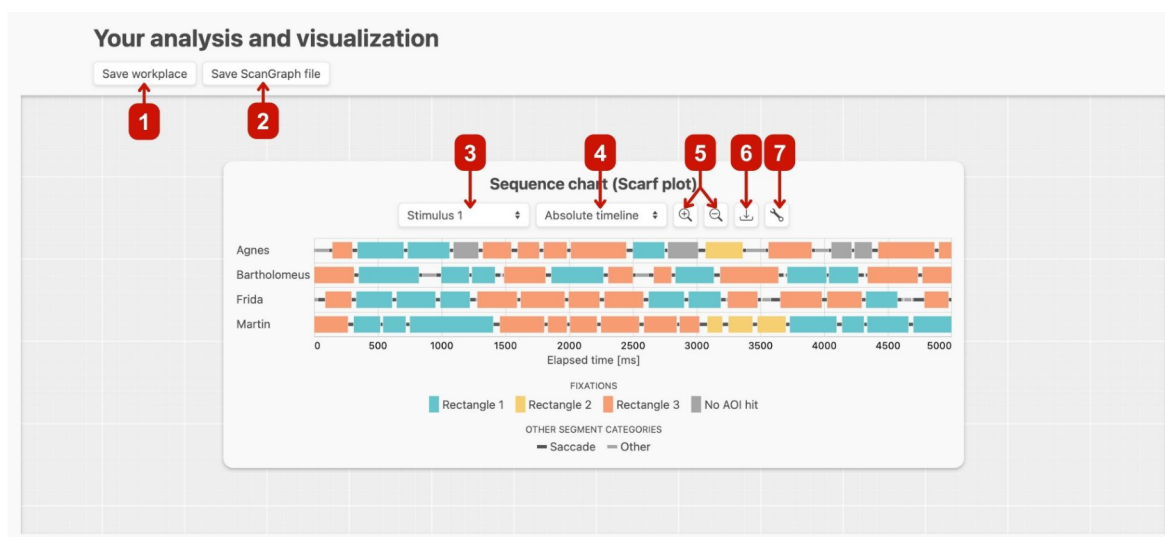 Your analysis and visualization
Save workplace Save ScanGraph file
1 2
3 4 5 6 7
Sequence chart (Scarf plot)
Stimulus 1 Absolute timeline
Agnes
Bartholomeus
Frida
Martin
0 500 1000 1500 2000 2500 3000 3500 4000 4500 5000
Elapsed time [ms]
FIXATIONS
Rectangle 1 Rectangle 2 Rectangle 3 No AOI hit
OTHER SEGMENT CATEGORIES
Saccade Other